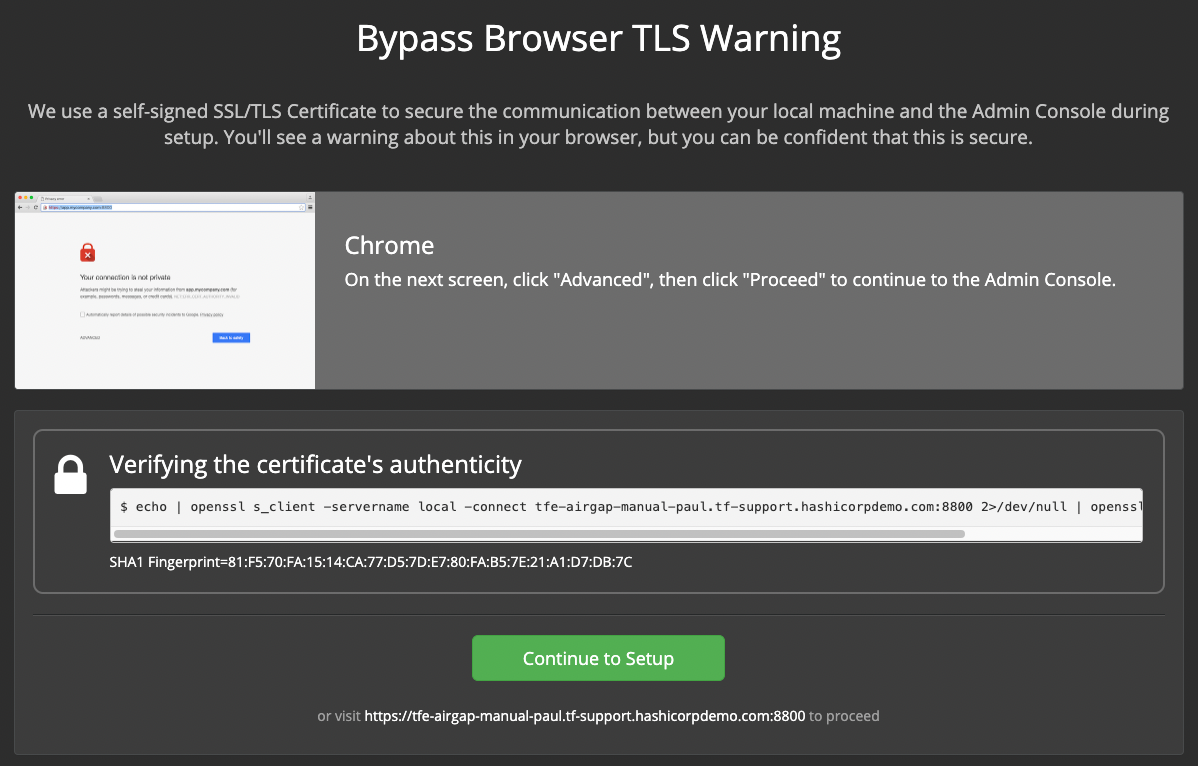 Bypass Browser TLS Warning
We use a self-signed SSL/TLS Certificate to secure the communication between your local machine and the Admin Console during
setup. You'll see a warning about this in your browser, but you can be confident that this is secure.
Privacy error
https://app.mycompany.com:8800
Your connection is not private
Attackers might be trying to steal your information from app.mycompany.com (for
example, passwords, messages, or credit cards).
Automatically report details of possible security incidents to Google. Privacy policy
ADVANCED
Back to safety
Chrome
On the next screen, click "Advanced", then click "Proceed" to continue to the Admin Console.
Verifying the certificate's authenticity
$ echo | openssl s_client -servername local -connect tfe-airgap-manual-paul.tf-support.hashicorpdemo.com:8800 2>/dev/null | openssl
SHA1 Fingerprint=81:F5:70:FA:15:14:CA:77:D5:7D:E7:80:FA:B5:7E:21:A1:D7:DB:7C
Continue to Setup
or visit https://tfe-airgap-manual-paul.tf-support.hashicorpdemo.com:8800 to proceed